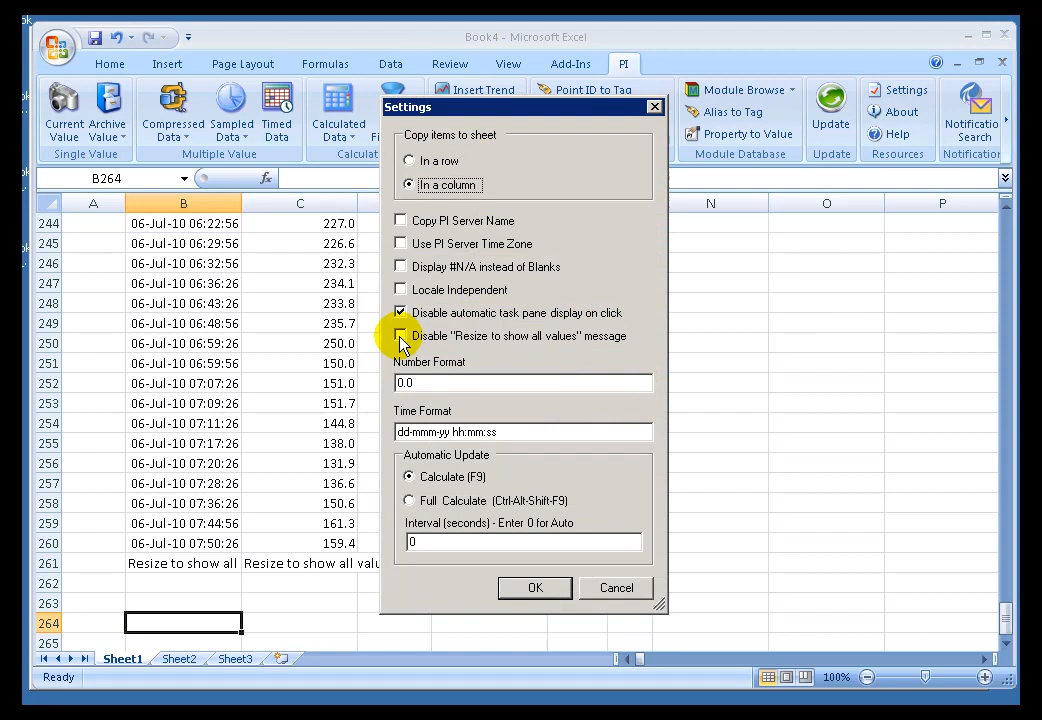 Book4 - Microsoft Excel
Home Insert Page Layout Formulas Data Review View Add-Ins PI
Current Value Archive Value
Single Value
Compressed Data Sampled Data Timed Data
Multiple Value
Calculated Data
Insert Trend
Point ID to Tag
Module Browse
Alias to Tag
Property to Value
Module Database
Update
Update
Settings
About
Help
Resources
Notificatio Search
Notification
B264 fx
A B C N O P
244 06-Jul-10 06:22:56 227.0
245 06-Jul-10 06:29:56 226.6
246 06-Jul-10 06:32:56 232.3
247 06-Jul-10 06:36:26 234.1
248 06-Jul-10 06:43:26 233.8
249 06-Jul-10 06:48:56 235.7
250 06-Jul-10 06:59:26 250.0
251 06-Jul-10 06:59:56 150.0
252 06-Jul-10 07:07:26 151.0
253 06-Jul-10 07:09:26 151.7
254 06-Jul-10 07:11:26 144.8
255 06-Jul-10 07:17:26 138.0
256 06-Jul-10 07:20:26 131.9
257 06-Jul-10 07:28:26 136.6
258 06-Jul-10 07:36:26 150.6
259 06-Jul-10 07:44:56 161.3
260 06-Jul-10 07:50:26 159.4
261 Resize to show all Resize to show all valu
262
263
264
265
Settings
Copy items to sheet
In a row
In a column
Copy PI Server Name
Use PI Server Time Zone
Display #N/A instead of Blanks
Locale Independent
Disable automatic task pane display on click
Disable "Resize to show all values" message
Number Format
0.0
Time Format
dd-mmm-yy hh:mm:ss
Automatic Update
Calculate (F9)
Full Calculate (Ctrl-Alt-Shift-F9)
Interval (seconds) - Enter 0 for Auto
0
OK Cancel
Sheet1 Sheet2 Sheet3
Ready 100%